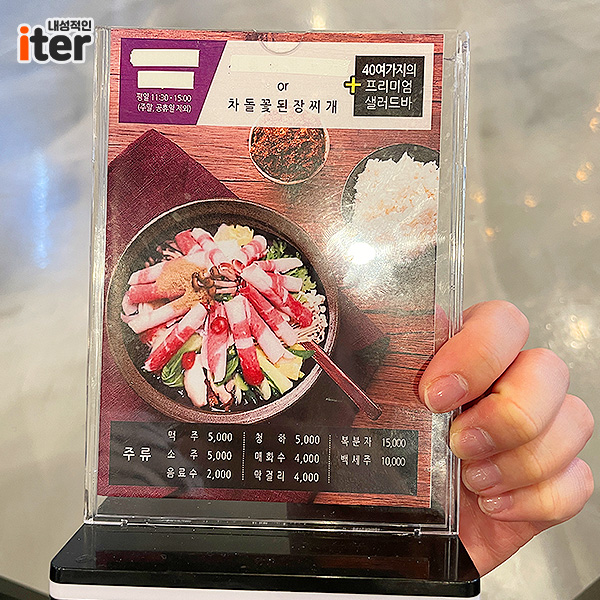 내성적인
iter
평일 11:30 - 15:00
(주말, 공휴일 제외)
or
차돌꽃된장찌개
+
40여가지의
프리미엄
샐러드바
주류
맥주 5,000
소주 5,000
음료수 2,000
청하 5,000
매화수 4,000
막걸리 4,000
복분자 15,000
백세주 10,000